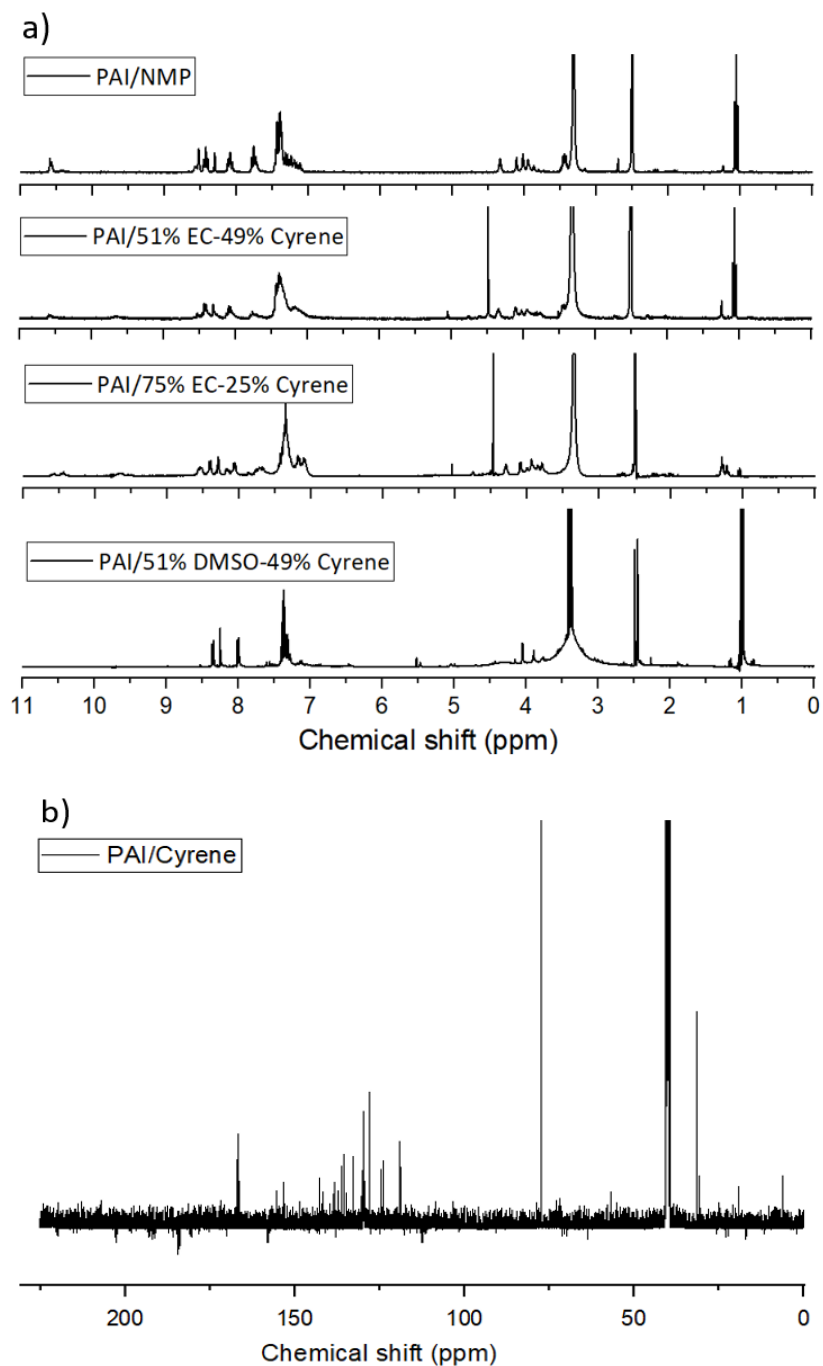 a)
PAI/NMP
PAI/51% EC-49% Cyrene
PAI/75% EC-25% Cyrene
PAI/51% DMSO-49% Cyrene
11 10 9 8 7 6 5 4 3 2 1 0
Chemical shift (ppm)
b)
PAI/Cyrene
200 150 100 50 0
Chemical shift (ppm)